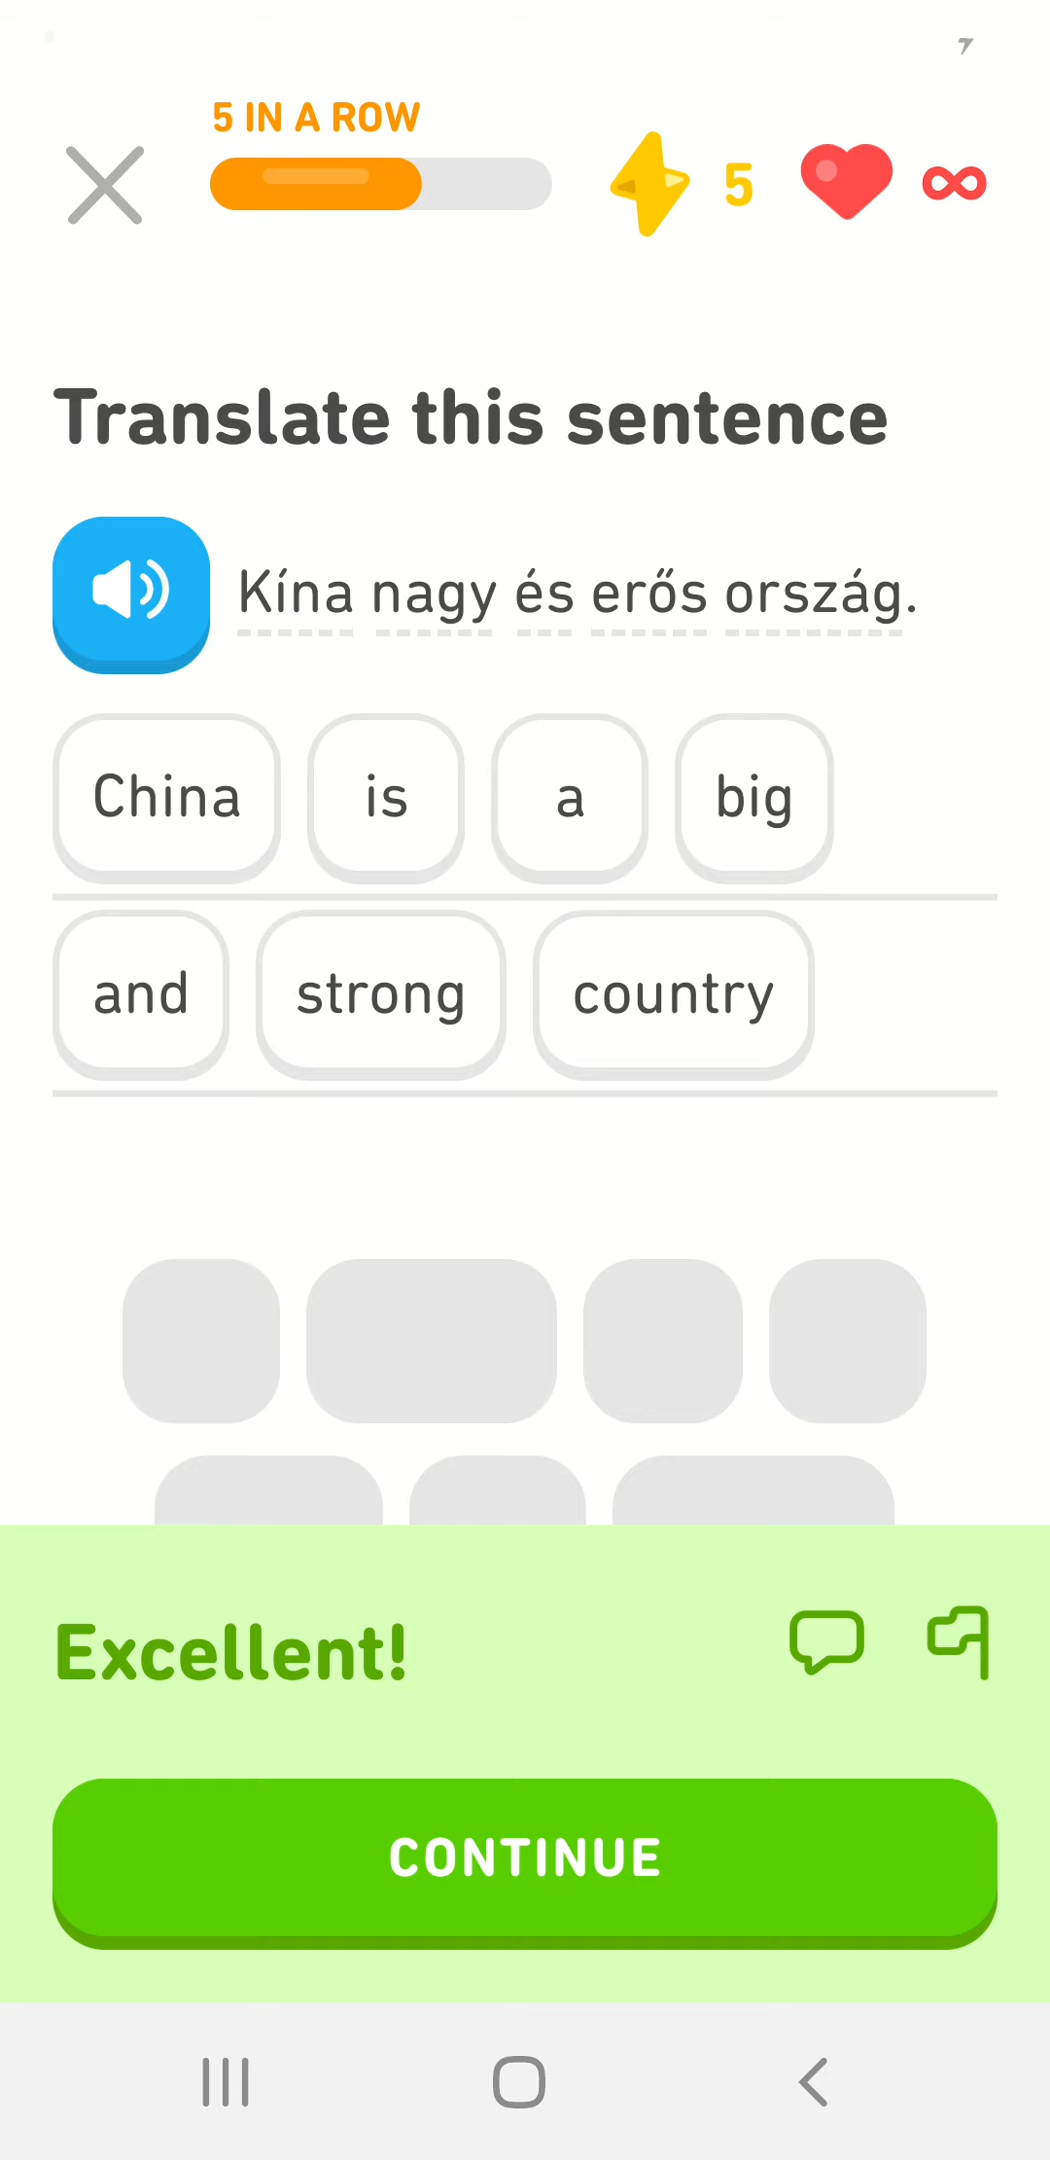 5 IN A ROW
5
Translate this sentence
Kína nagy és erős ország.
China is a big
and strong country
Excellent!
CONTINUE